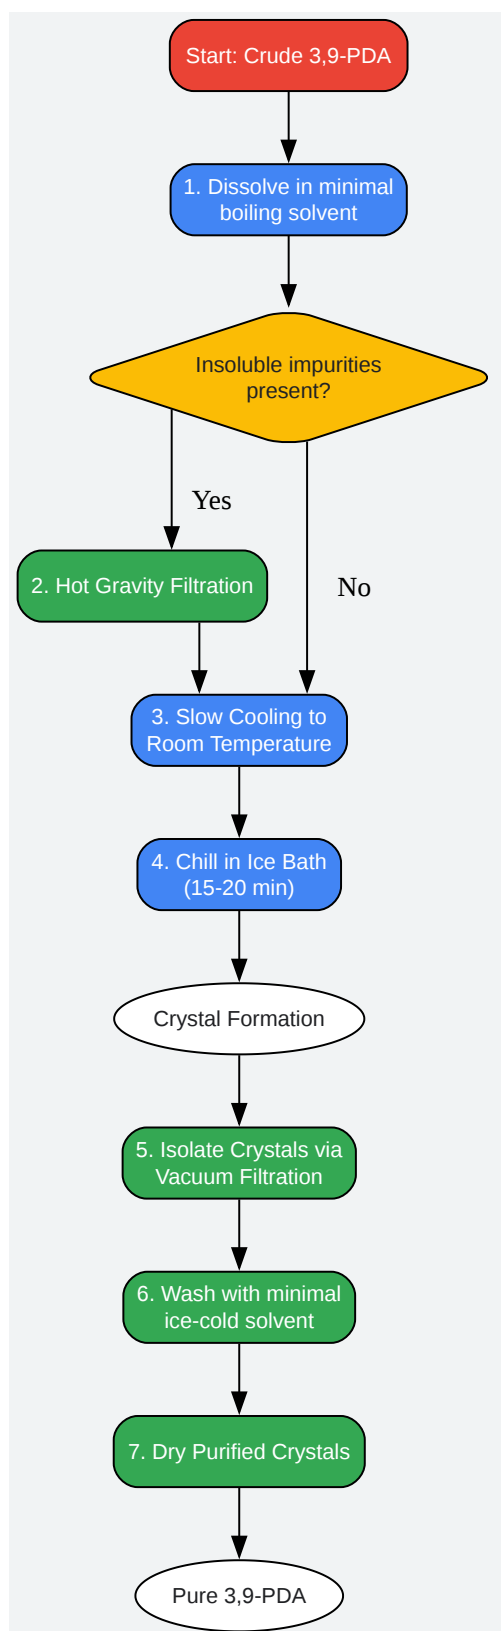 Start: Crude 3,9-PDA
1. Dissolve in minimal
boiling solvent
Insoluble impurities
present?
Yes
2. Hot Gravity Filtration
No
3. Slow Cooling to
Room Temperature
4. Chill in Ice Bath
(15-20 min)
Crystal Formation
5. Isolate Crystals via
Vacuum Filtration
6. Wash with minimal
ice-cold solvent
7. Dry Purified Crystals
Pure 3,9-PDA